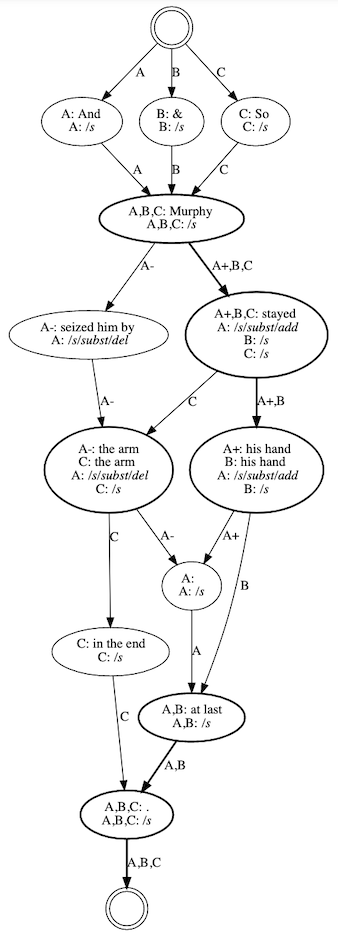 A
B
C
A: And
A: /s
B: &
B: /s
C: So
C: /s
A
B
C
A,B,C: Murphy
A,B,C: /s
A-
A+,B,C
A-: seized him by
A: /s/subst/del
A+,B,C: stayed
A: /s/subst/add
B: /s
C: /s
A-
C
A+,B
A-: the arm
C: the arm
A: /s/subst/del
C: /s
A+: his hand
B: his hand
A: /s/subst/add
B: /s
C
A-
A+
B
A:
A: /s
C: in the end
C: /s
A
C
A,B: at last
A,B: /s
A,B
A,B,C: .
A,B,C: /s
A,B,C